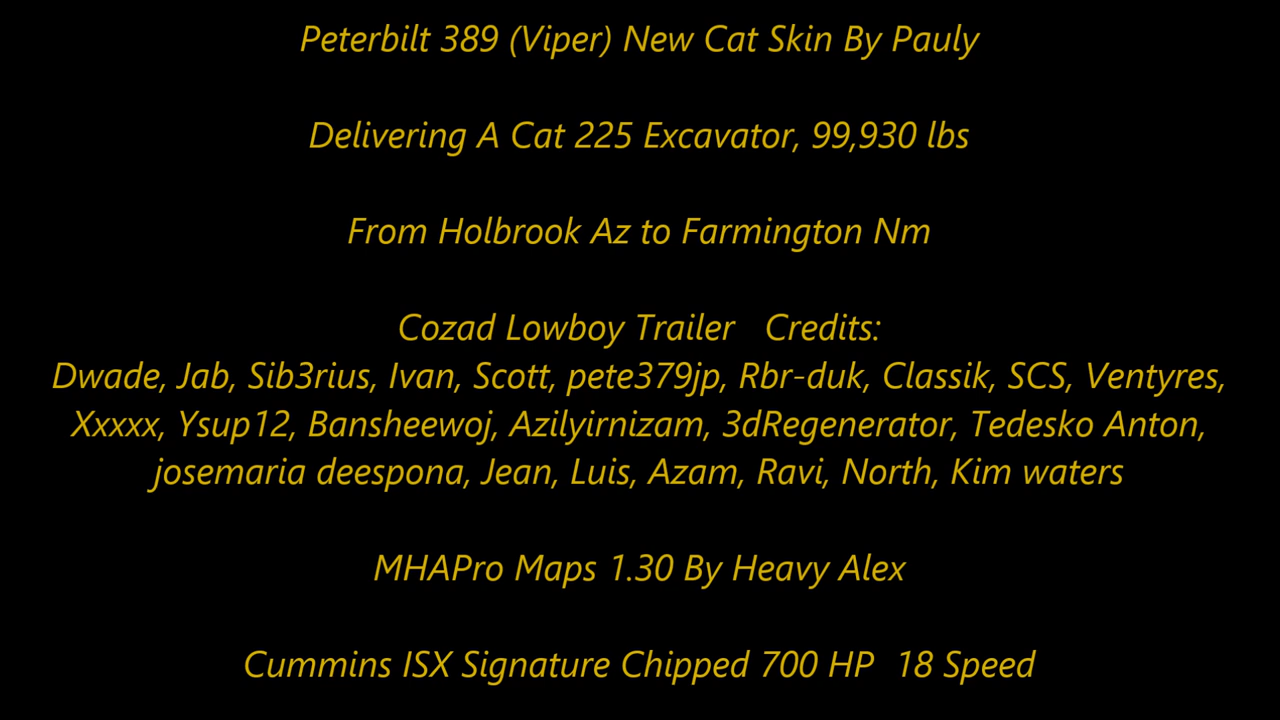 Peterbilt 389 (Viper) New Cat Skin By Pauly
Delivering A Cat 225 Excavator, 99,930 lbs
From Holbrook Az to Farmington Nm
Cozad Lowboy Trailer   Credits:
Dwade, Jab, Sib3rius, Ivan, Scott, pete379jp, Rbr-duk, Classik, SCS, Ventyres,
Xxxxx, Ysup12, Bansheewoj, Azilyirnizam, 3dRegenerator, Tedesko Anton,
josemaria deespona, Jean, Luis, Azam, Ravi, North, Kim waters
MHAPro Maps 1.30 By Heavy Alex
Cummins ISX Signature Chipped 700 HP  18 Speed